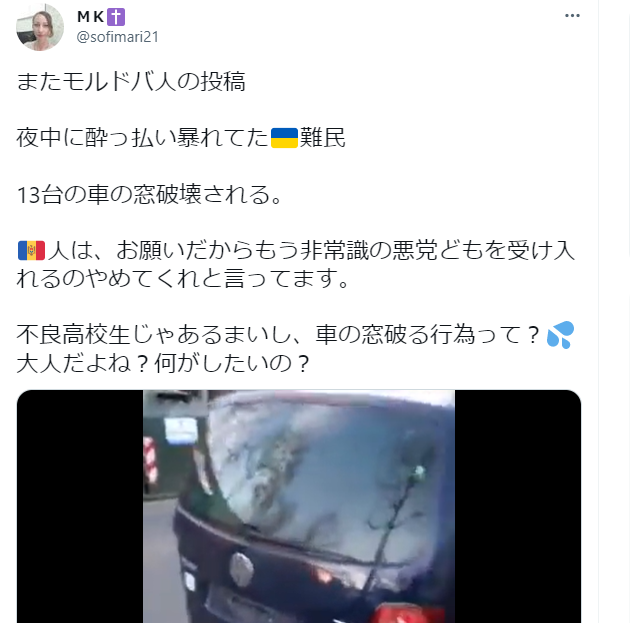 MK✝️
@sofimari21
またモルドバ人の投稿
夜中に酔っ払い暴れてた🇺🇦難民
13台の車の窓破壊される。
🇲🇩人は、お願いだからもう非常識の悪党どもを受け入
れるのやめてくれと言ってます。
不良高校生じゃあるまいし、車の窓破る行為って?💦
大人だよね?何がしたいの?